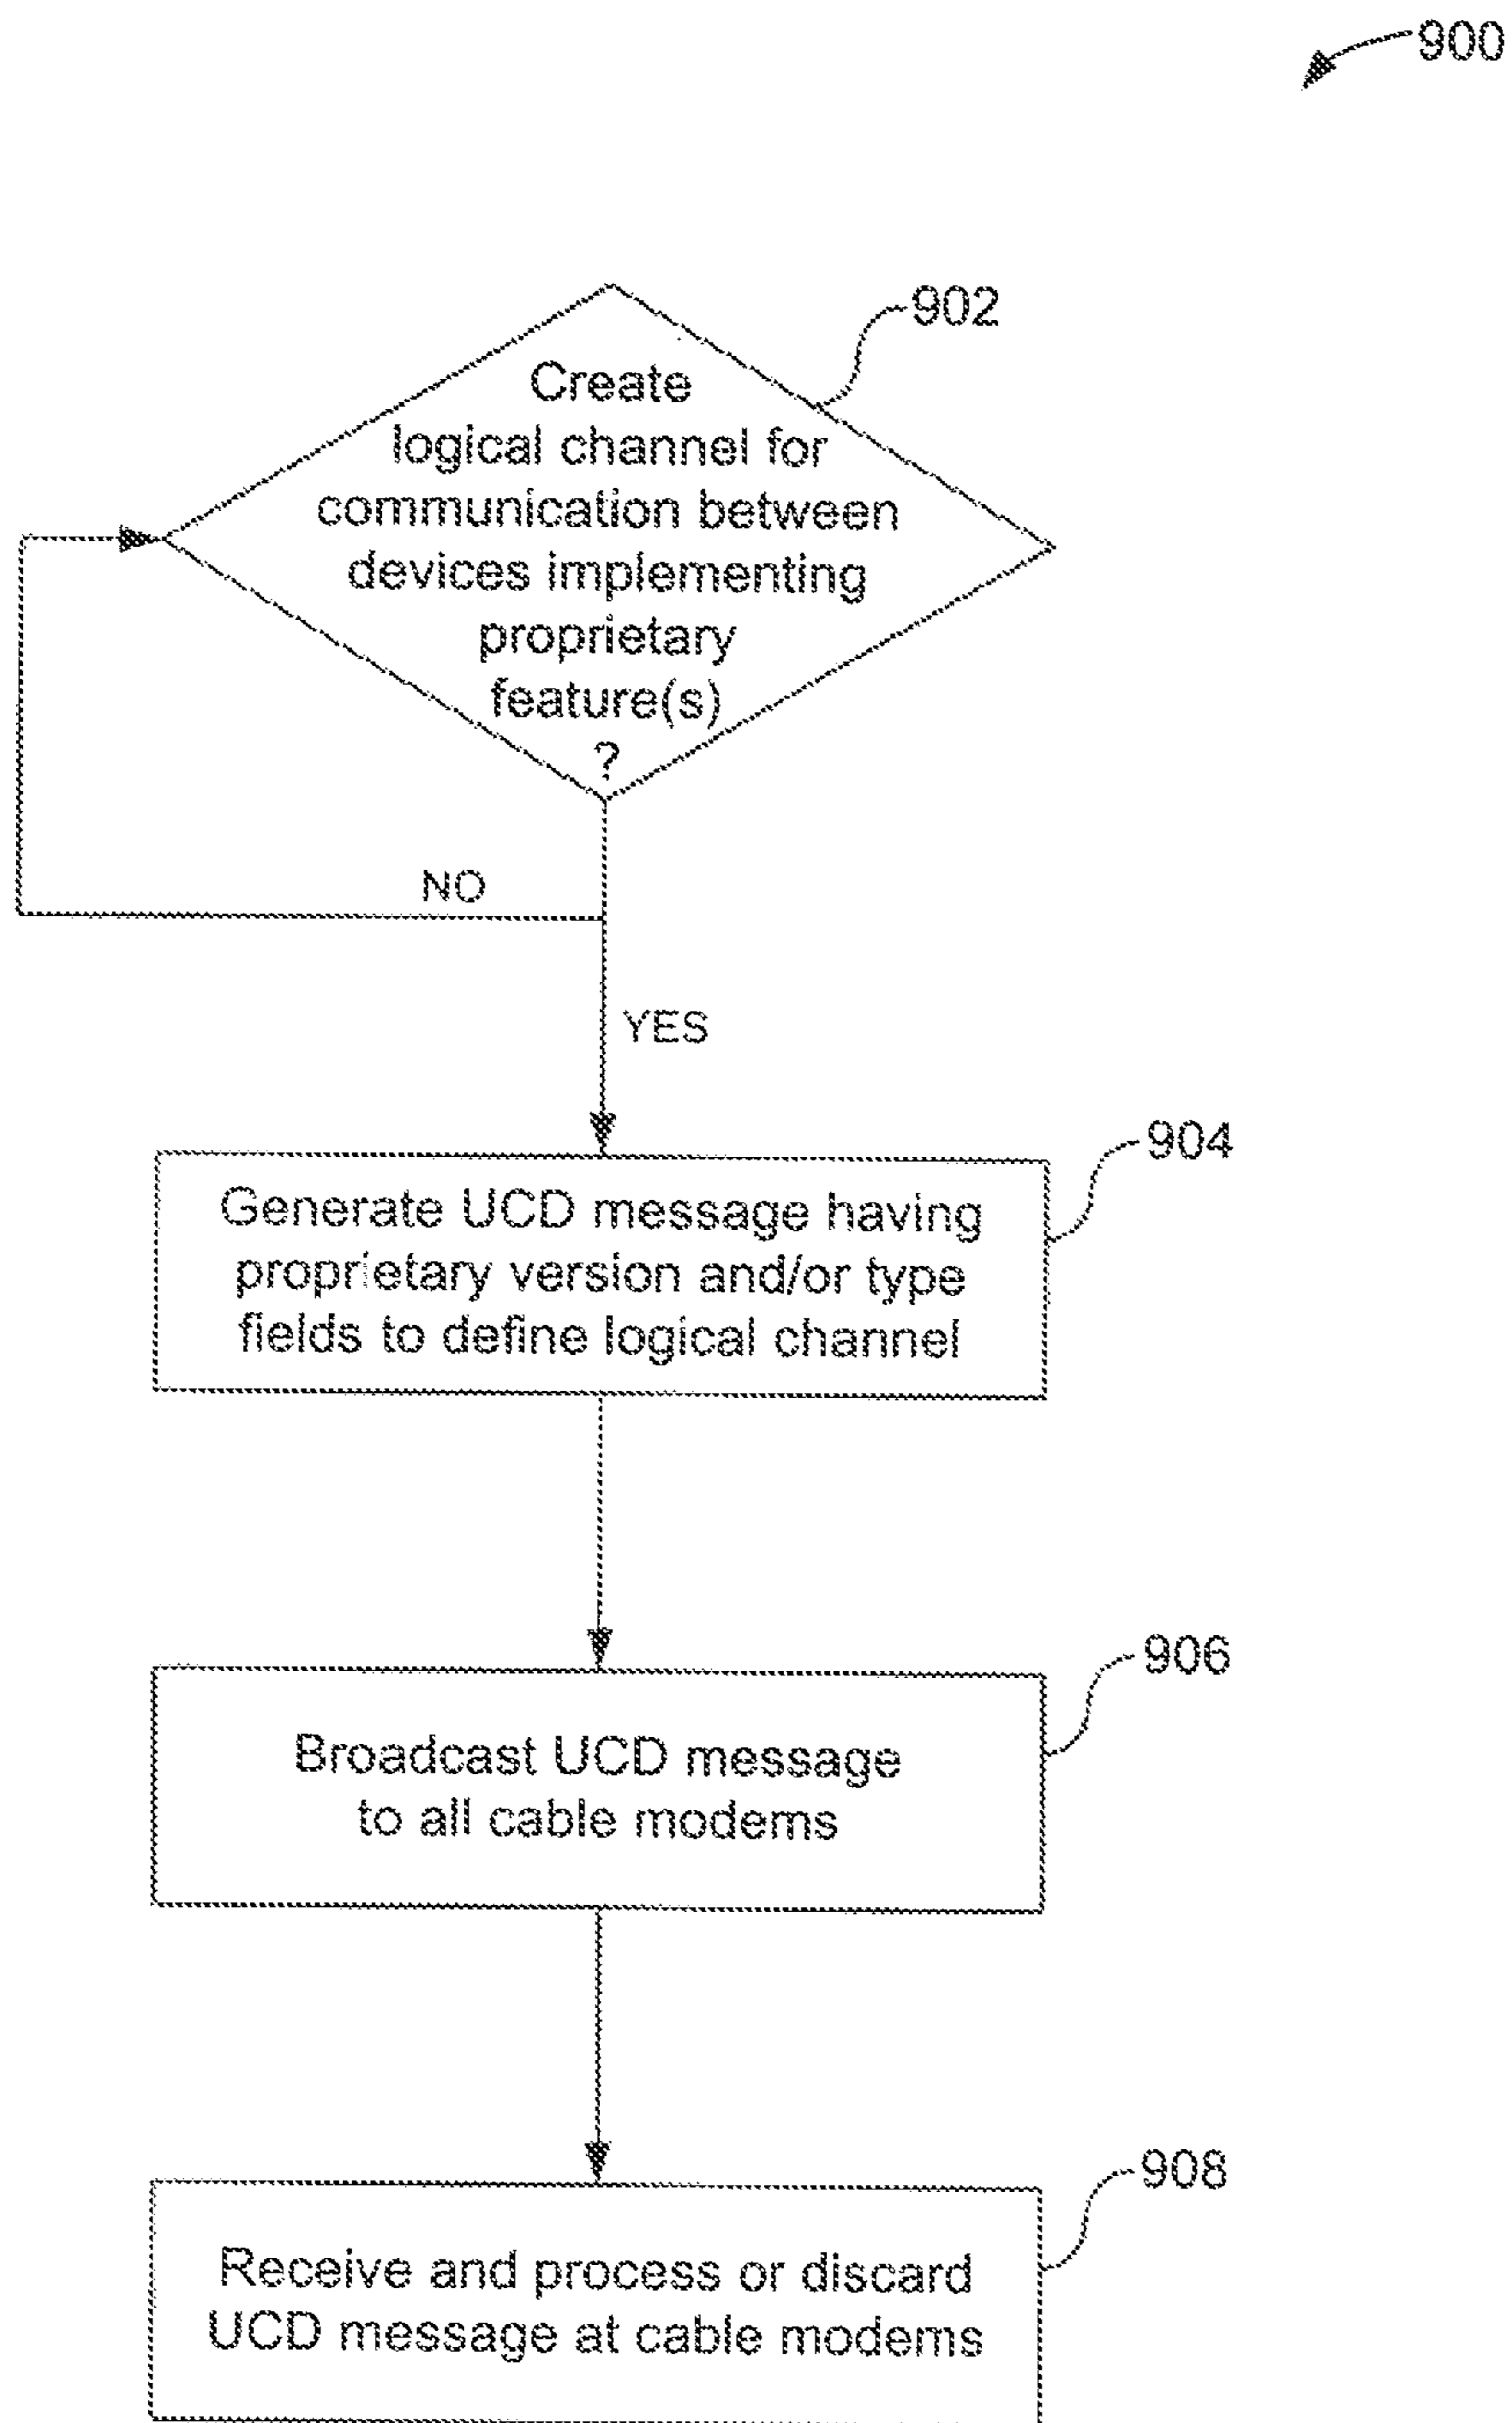 900
902
Create
logical channel for
communication between
devices implementing
proprietary
feature(s)
?
NO
YES
904
Generate UCD message having
proprietary version and/or type
fields to define logical channel
906
Broadcast UCD message
to all cable modems
908
Receive and process or discard
UCD message at cable modems